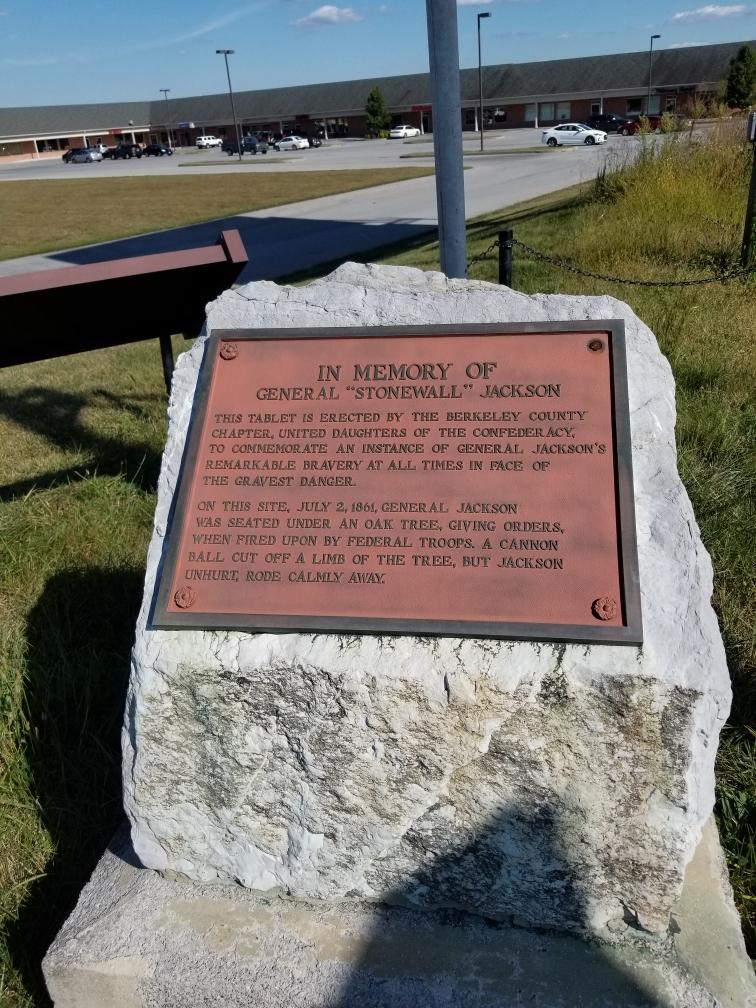 IN MEMORY OF
GENERAL "STONEWALL" JACKSON
THIS TABLET IS ERECTED BY THE BERKELEY COUNTY
CHAPTER, UNITED DAUGHTERS OF THE CONFEDERACY,
TO COMMEMORATE AN INSTANCE OF GENERAL JACKSON'S
REMARKABLE BRAVERY AT ALL TIMES IN FACE OF
THE GRAVEST DANGER.
ON THIS SITE, JULY 2, 1861, GENERAL JACKSON
WAS SEATED UNDER AN OAK TREE, GIVING ORDERS,
WHEN FIRED UPON BY FEDERAL TROOPS. A CANNON
BALL CUT OFF A LIMB OF THE TREE, BUT JACKSON
UNHURT, RODE CALMLY AWAY.